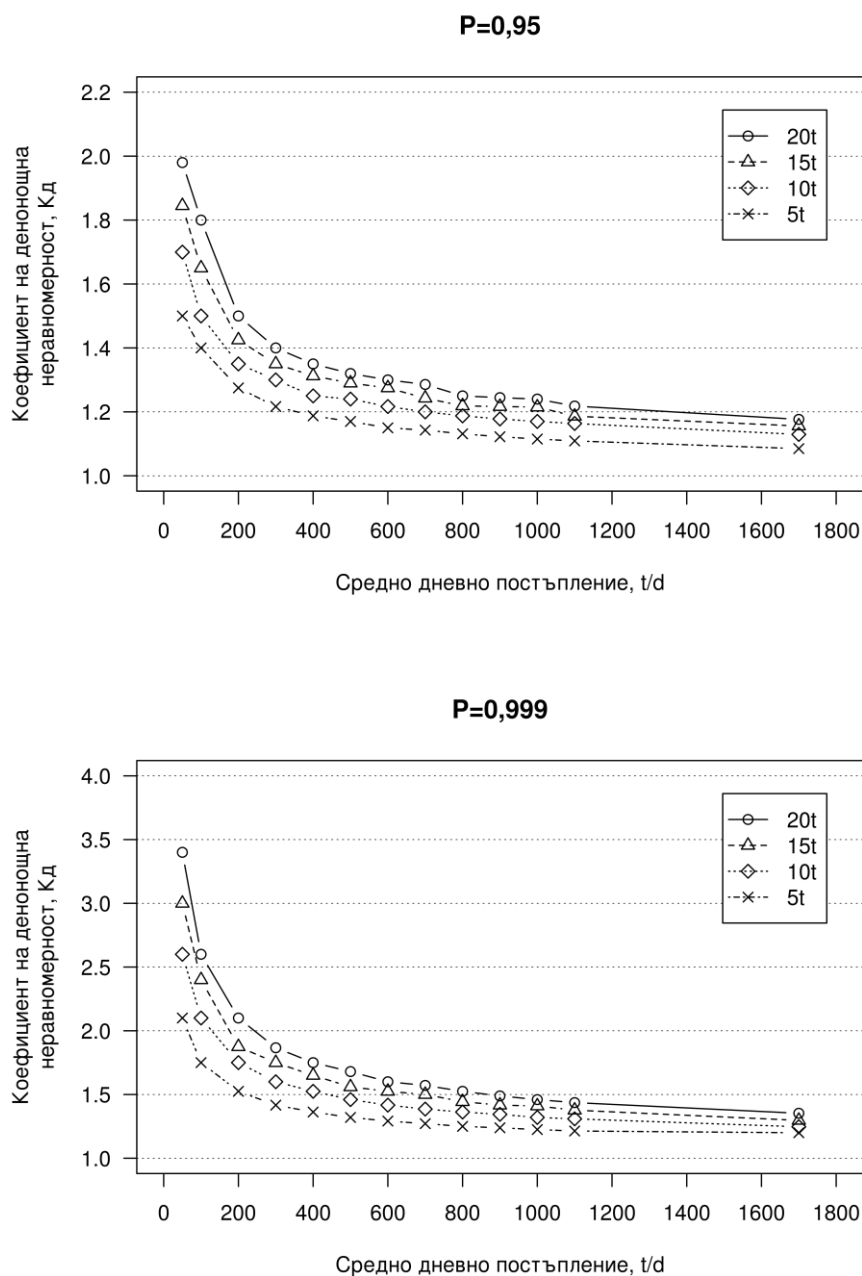 P=0,95
Коефициент на денонощна
неравномерност, Кд
2.2
2.0
1.8
1.6
1.4
1.2
1.0
20t
15t
10t
5t
0 200 400 600 800 1000 1200 1400 1600 1800
Средно дневно постъпление, t/d
P=0,999
Коефициент на денонощна
неравномерност, Кд
4.0
3.5
3.0
2.5
2.0
1.5
1.0
20t
15t
10t
5t
0 200 400 600 800 1000 1200 1400 1600 1800
Средно дневно постъпление, t/d